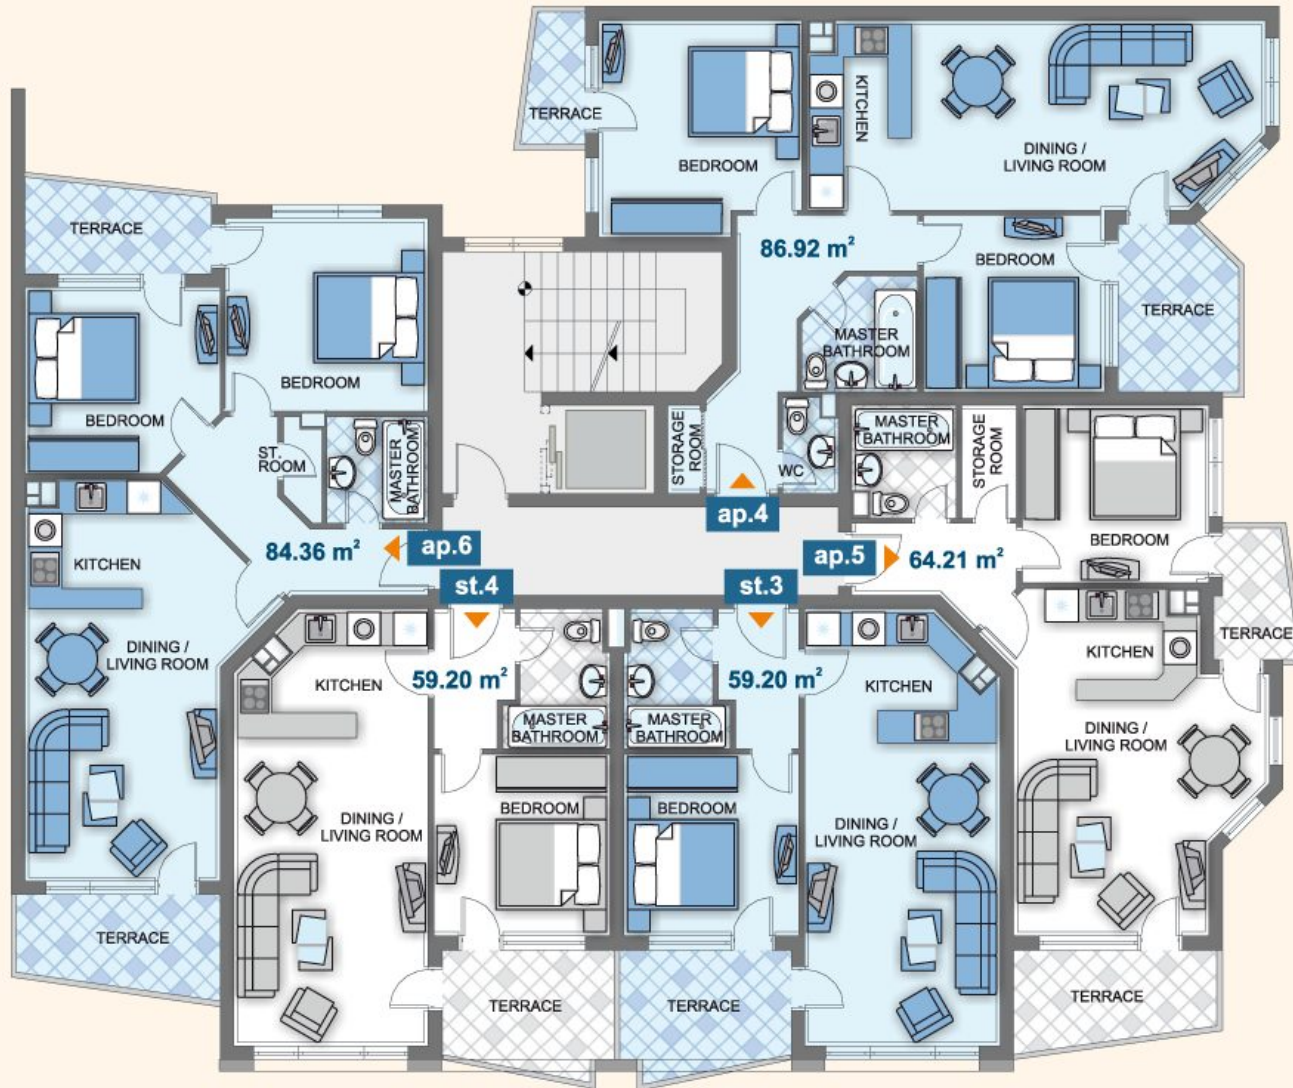 TERRACE
BEDROOM
KITCHEN
DINING /
LIVING ROOM
TERRACE
86.92 m²
BEDROOM
TERRACE
MASTER
BATHROOM
BEDROOM
BEDROOM
ST.
ROOM
MASTER
BATHROOM
STORAGE
ROOM
WC
MASTER
BATHROOM
STORAGE
ROOM
ap.4
BEDROOM
84.36 m²
ap.6
ap.5
64.21 m²
KITCHEN
st.4
st.3
TERRACE
DINING /
LIVING ROOM
KITCHEN
59.20 m²
59.20 m²
KITCHEN
KITCHEN
MASTER
BATHROOM
MASTER
BATHROOM
DINING /
LIVING ROOM
BEDROOM
BEDROOM
DINING /
LIVING ROOM
DINING /
LIVING ROOM
TERRACE
TERRACE
TERRACE
TERRACE